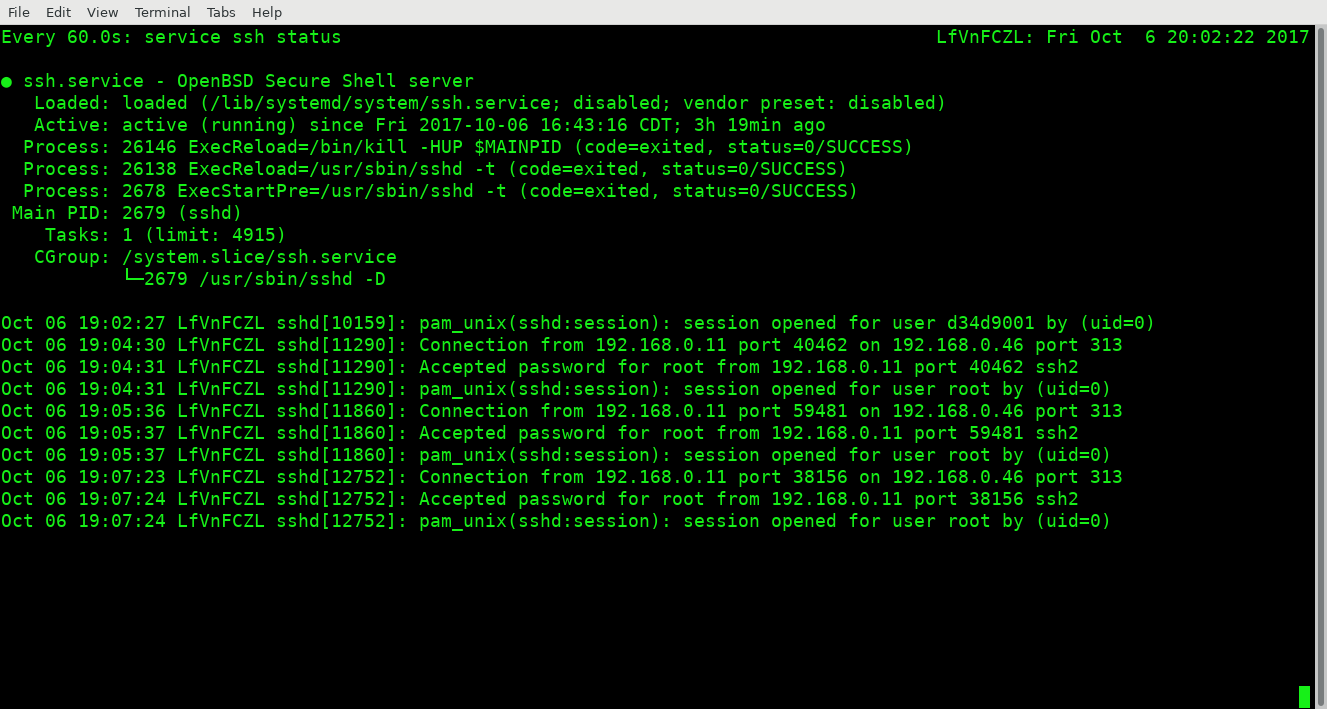 File Edit View Terminal Tabs Help
Every 60.0s: service ssh status LfVnFCZL: Fri Oct  6 20:02:22 2017
● ssh.service - OpenBSD Secure Shell server
   Loaded: loaded (/lib/systemd/system/ssh.service; disabled; vendor preset: disabled)
   Active: active (running) since Fri 2017-10-06 16:43:16 CDT; 3h 19min ago
  Process: 26146 ExecReload=/bin/kill -HUP $MAINPID (code=exited, status=0/SUCCESS)
  Process: 26138 ExecReload=/usr/sbin/sshd -t (code=exited, status=0/SUCCESS)
  Process: 2678 ExecStartPre=/usr/sbin/sshd -t (code=exited, status=0/SUCCESS)
 Main PID: 2679 (sshd)
    Tasks: 1 (limit: 4915)
   CGroup: /system.slice/ssh.service
           └─2679 /usr/sbin/sshd -D
Oct 06 19:02:27 LfVnFCZL sshd[10159]: pam_unix(sshd:session): session opened for user d34d9001 by (uid=0)
Oct 06 19:04:30 LfVnFCZL sshd[11290]: Connection from 192.168.0.11 port 40462 on 192.168.0.46 port 313
Oct 06 19:04:31 LfVnFCZL sshd[11290]: Accepted password for root from 192.168.0.11 port 40462 ssh2
Oct 06 19:04:31 LfVnFCZL sshd[11290]: pam_unix(sshd:session): session opened for user root by (uid=0)
Oct 06 19:05:36 LfVnFCZL sshd[11860]: Connection from 192.168.0.11 port 59481 on 192.168.0.46 port 313
Oct 06 19:05:37 LfVnFCZL sshd[11860]: Accepted password for root from 192.168.0.11 port 59481 ssh2
Oct 06 19:05:37 LfVnFCZL sshd[11860]: pam_unix(sshd:session): session opened for user root by (uid=0)
Oct 06 19:07:23 LfVnFCZL sshd[12752]: Connection from 192.168.0.11 port 38156 on 192.168.0.46 port 313
Oct 06 19:07:24 LfVnFCZL sshd[12752]: Accepted password for root from 192.168.0.11 port 38156 ssh2
Oct 06 19:07:24 LfVnFCZL sshd[12752]: pam_unix(sshd:session): session opened for user root by (uid=0)